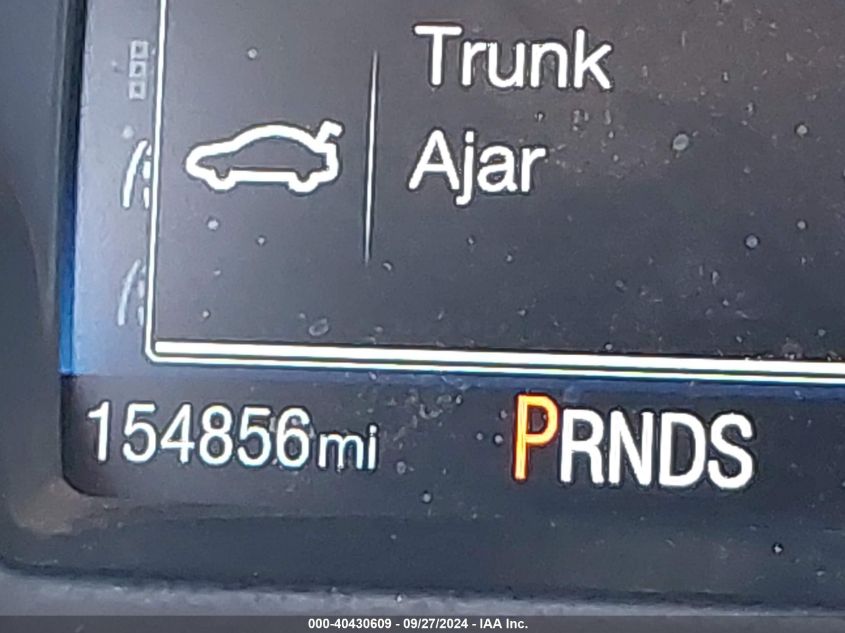 Trunk
Ajar
154856mi
PRNDS
000-40430609 - 09/27/2024 - IAA Inc.